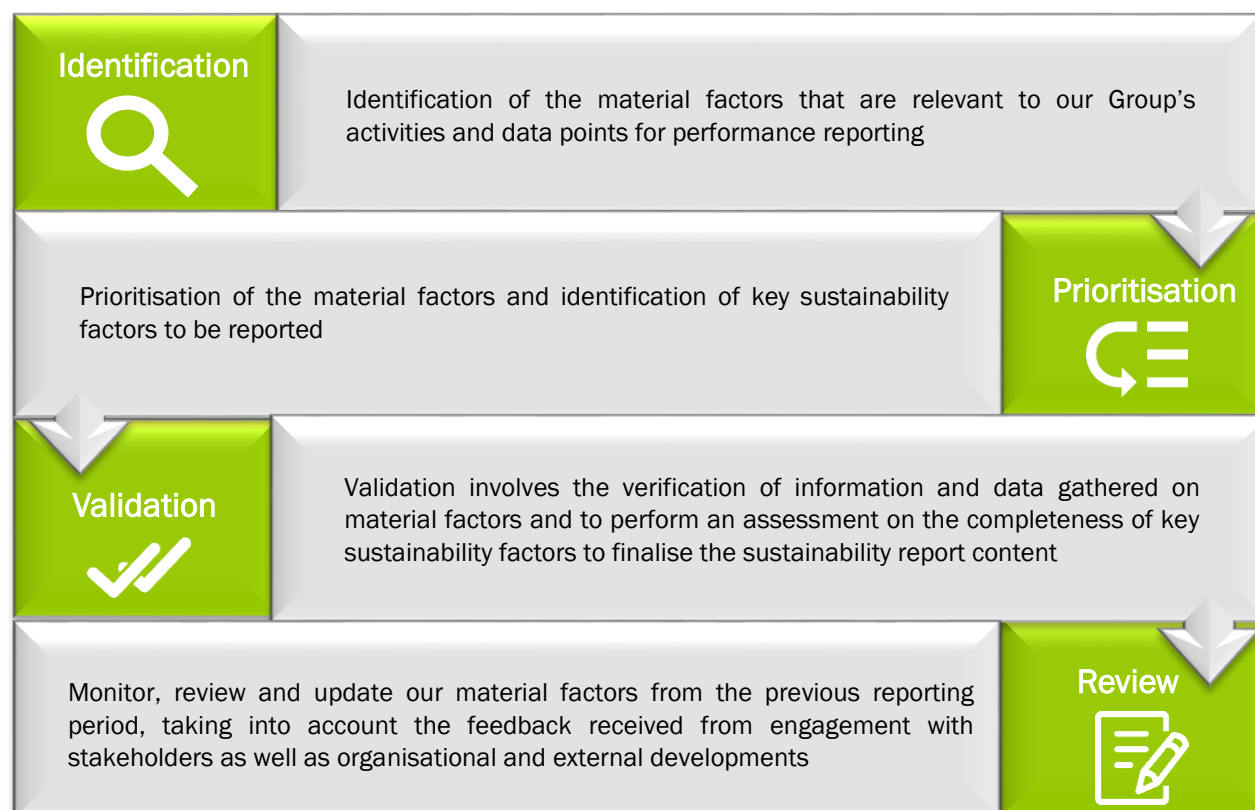 Identification
Identification of the material factors that are relevant to our Group’s
activities and data points for performance reporting
Prioritisation of the material factors and identification of key sustainability
factors to be reported
Prioritisation
Validation
Validation involves the verification of information and data gathered on
material factors and to perform an assessment on the completeness of key
sustainability factors to finalise the sustainability report content
Monitor, review and update our material factors from the previous reporting
period, taking into account the feedback received from engagement with
stakeholders as well as organisational and external developments
Review